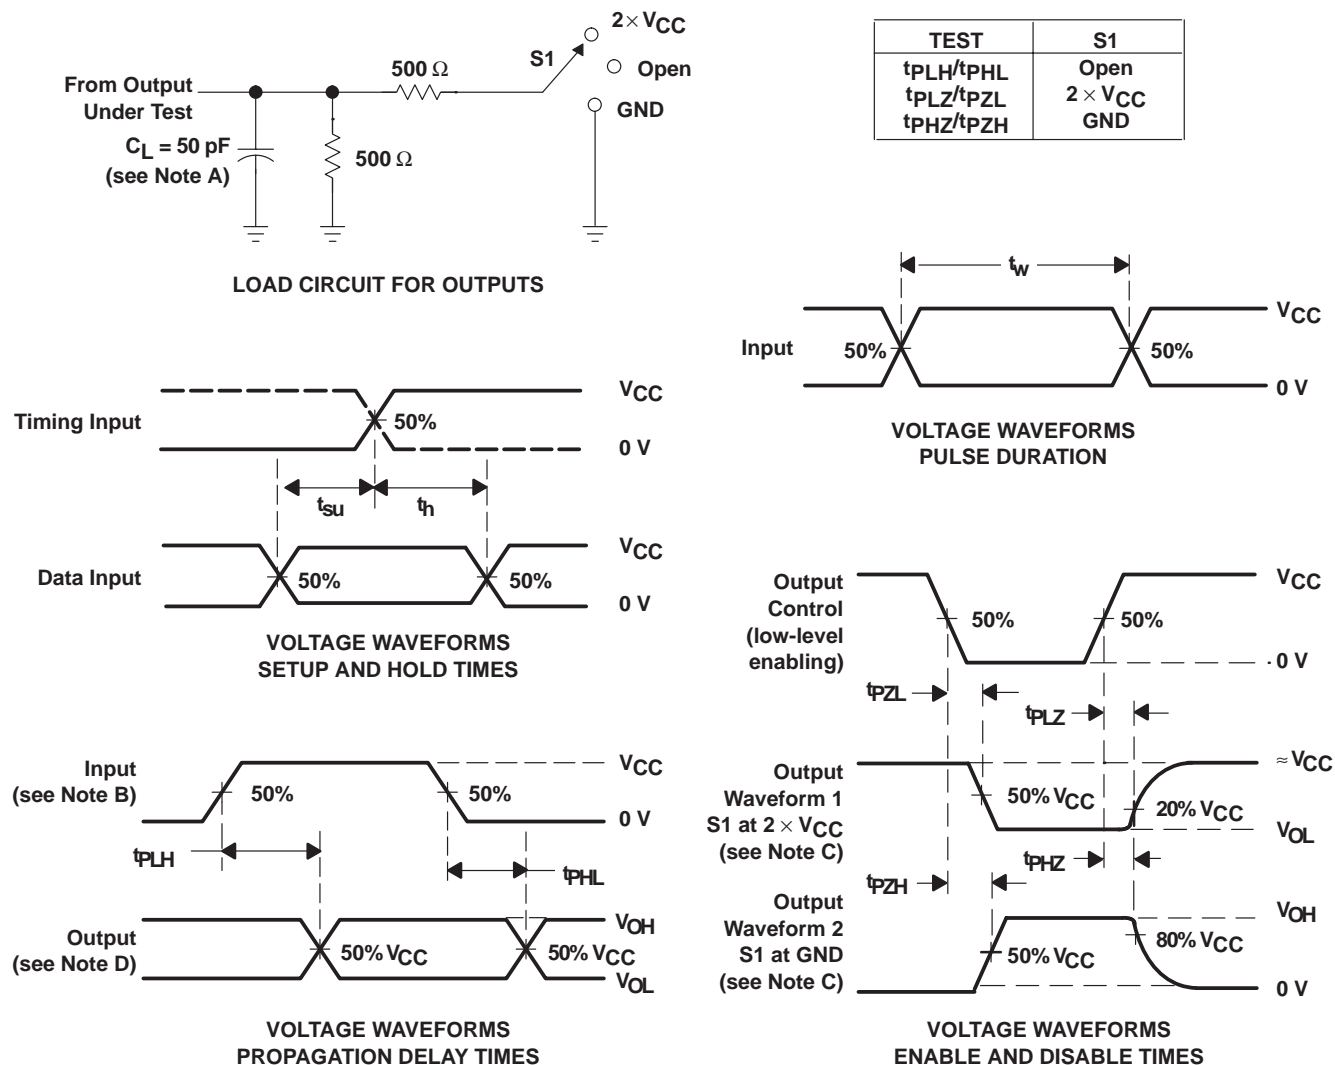 2 × VCC
S1
Open
GND
500 Ω
From Output
Under Test
CL = 50 pF
(see Note A)
500 Ω
LOAD CIRCUIT FOR OUTPUTS
TEST S1
tPLH/tPHL Open
tPLZ/tPZL 2 × VCC
tPHZ/tPZH GND
tw
VCC
Input 50% 50%
0 V
VOLTAGE WAVEFORMS
PULSE DURATION
VCC
Timing Input 50%
0 V
tsu th
VCC
Data Input 50% 50%
0 V
VOLTAGE WAVEFORMS
SETUP AND HOLD TIMES
Input
(see Note B)
50% 50%
VCC
0 V
tPLH
tPHL
Output
(see Note D)
50% VCC 50% VCC
VOH
VOL
VOLTAGE WAVEFORMS
PROPAGATION DELAY TIMES
Output
Control
(low-level
enabling)
50% 50%
VCC
0 V
tPZL
tPLZ
Output
Waveform 1
S1 at 2 × VCC
(see Note C)
50% VCC 20% VCC
≈ VCC
VOL
tPHZ
tPZH
Output
Waveform 2
S1 at GND
(see Note C)
50% VCC 80% VCC
VOH
0 V
VOLTAGE WAVEFORMS
ENABLE AND DISABLE TIMES